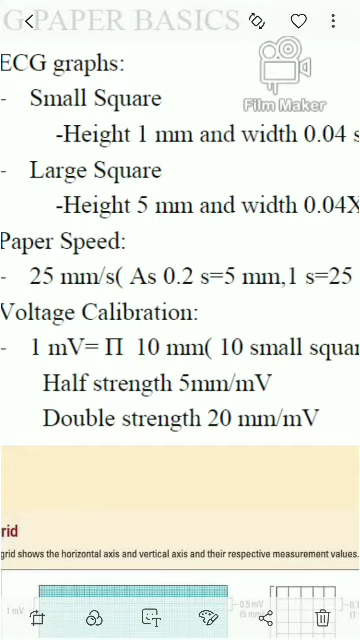 G PAPER BASICS
ECG graphs:
- Small Square
-Height 1 mm and width 0.04 s
Film Maker
- Large Square
-Height 5 mm and width 0.04X
Paper Speed:
- 25 mm/s( As 0.2 s=5 mm,1 s=25
Voltage Calibration:
- 1 mV= Π 10 mm( 10 small squar
Half strength 5mm/mV
Double strength 20 mm/mV
rid
grid shows the horizontal axis and vertical axis and their respective measurement values.
1 mV
0.5 mV
(5 mm)